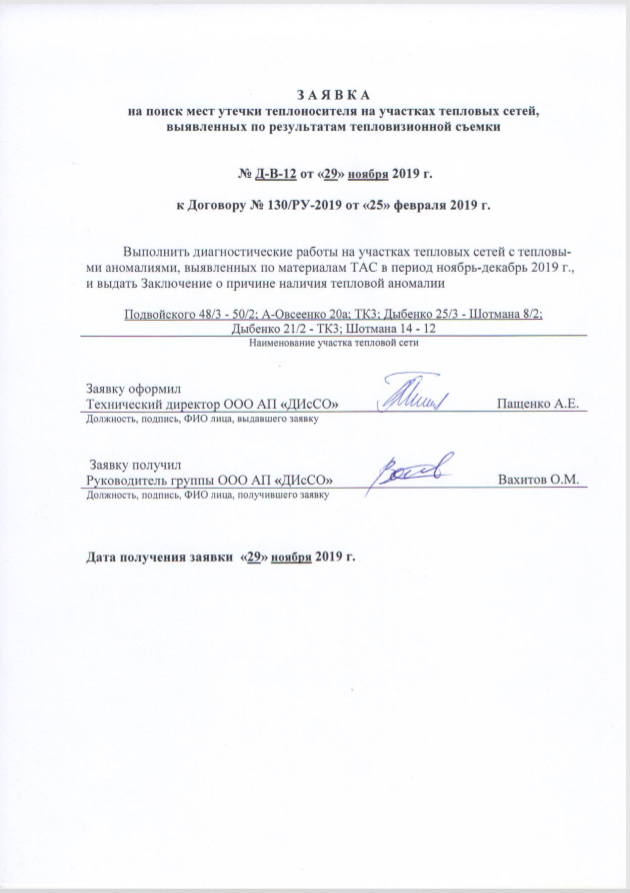 З А Я В К А
на поиск мест утечки теплоносителя на участках тепловых сетей,
выявленных по результатам тепловизионной съемки
№ Д-В-12 от «29» ноября 2019 г.
к Договору № 130/РУ-2019 от «25» февраля 2019 г.
Выполнить диагностические работы на участках тепловых сетей с тепловы-
ми аномалиями, выявленных по материалам ТАС в период ноябрь-декабрь 2019 г.,
и выдать Заключение о причине наличия тепловой аномалии
Подвойского 48/3 - 50/2; А-Овсеенко 20а; ТК3; Дыбенко 25/3 - Шотмана 8/2;
Дыбенко 21/2 - ТК3; Шотмана 14 - 12
Наименование участка тепловой сети
Заявку оформил
Технический директор ООО АП «ДИсСО» Пащенко А.Е.
Должность, подпись, ФИО лица, выдавшего заявку
Заявку получил
Руководитель группы ООО АП «ДИсСО» Вахитов О.М.
Должность, подпись, ФИО лица, получившего заявку
Дата получения заявки «29» ноября 2019 г.